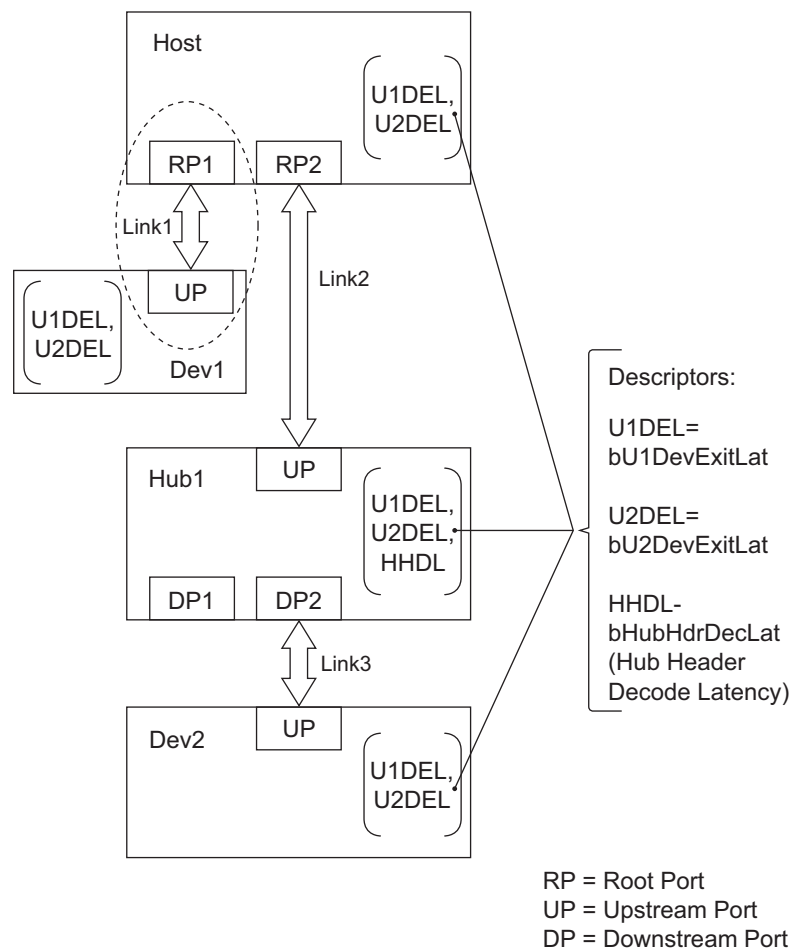 Host
U1DEL,
U2DEL
RP1
RP2
Link1
Link2
UP
U1DEL,
U2DEL
Dev1
Descriptors:
U1DEL=
bU1DevExitLat
U2DEL=
bU2DevExitLat
HHDL-
bHubHdrDecLat
(Hub Header
Decode Latency)
Hub1
UP
U1DEL,
U2DEL,
HHDL
DP1
DP2
Link3
Dev2
UP
U1DEL,
U2DEL
RP = Root Port
UP = Upstream Port
DP = Downstream Port